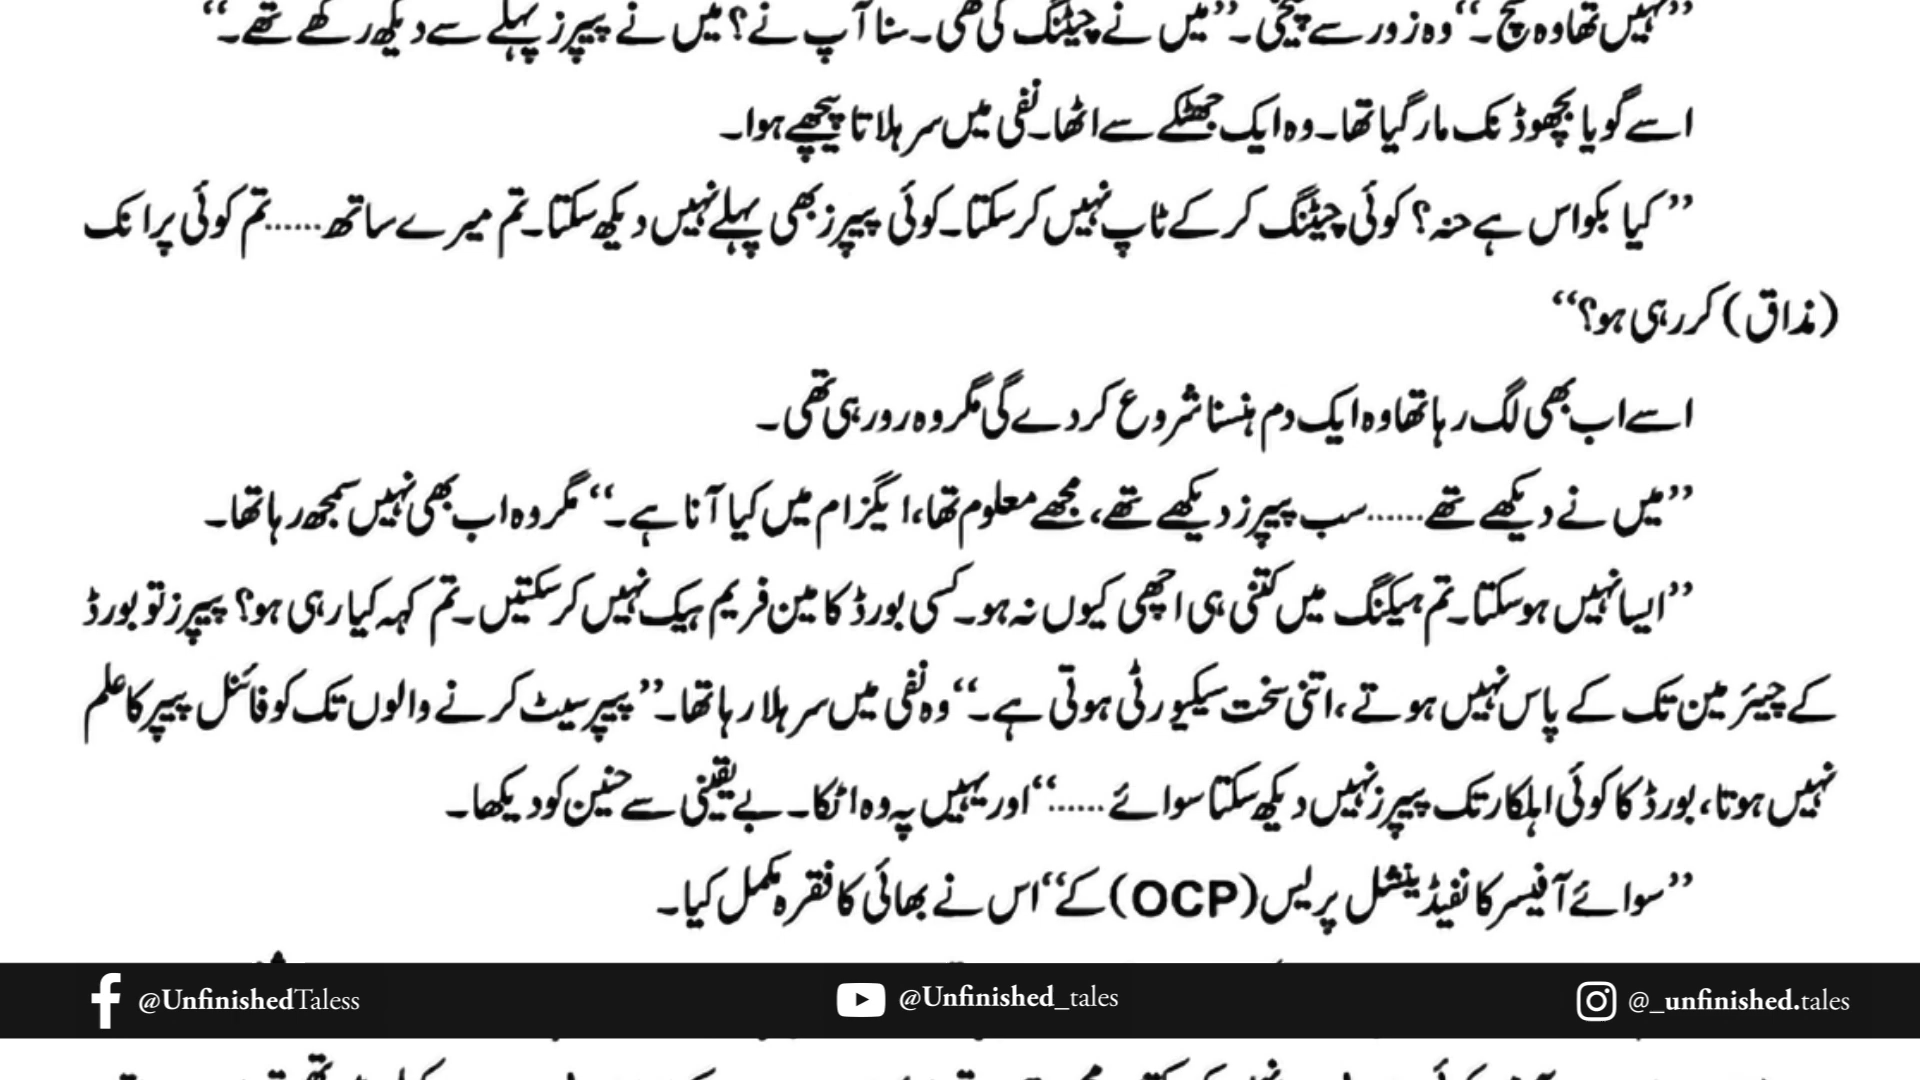 ”نہیں تھا وہ سچ۔“ وہ زور سے چیخی۔ ”میں نے چیٹنگ کی تھی۔ سنا آپ نے؟ میں نے پیپرز پہلے سے دیکھ رکھے تھے۔“
اسے گویا بچھو ڈنک مار گیا تھا۔ وہ ایک جھٹکے سے اٹھا۔ نفی میں سر ہلاتا پیچھے ہوا۔
”کیا بکواس ہے حنہ؟ کوئی چیٹنگ کر کے ٹاپ نہیں کر سکتا۔ کوئی پیپرز بھی پہلے نہیں دیکھ سکتا۔ تم میرے ساتھ……تم کوئی پرانک
(مذاق) کر رہی ہو؟“
اسے اب بھی لگ رہا تھا وہ ایک دم ہنسنا شروع کر دے گی مگر وہ رو رہی تھی۔
”میں نے دیکھے تھے……سب پیپرز دیکھے تھے، مجھے معلوم تھا، ایگزام میں کیا آنا ہے۔“ مگر وہ اب بھی نہیں سمجھ رہا تھا۔
”ایسا نہیں ہو سکتا۔ تم ہیکنگ میں کتنی ہی اچھی کیوں نہ ہو۔ کسی بورڈ کا مین فریم ہیک نہیں کر سکتیں۔ تم کہہ کیا رہی ہو؟ پیپرز تو بورڈ
کے چیئرمین تک کے پاس نہیں ہوتے، اتنی سخت سیکیورٹی ہوتی ہے۔“ وہ نفی میں سر ہلا رہا تھا۔ ”پیپر سیٹ کرنے والوں تک کو فائنل پیپر کا علم
نہیں ہوتا، بورڈ کا کوئی اہلکار تک پیپرز نہیں دیکھ سکتا سوائے……“ اور یہیں پہ وہ اٹکا۔ بے یقینی سے حنین کو دیکھا۔
”سوائے آفیسر کانفیڈینشل پریس (OCP) کے“ اس نے بھائی کا فقرہ مکمل کیا۔
@UnfinishedTaless @Unfinished_tales @_unfinished.tales